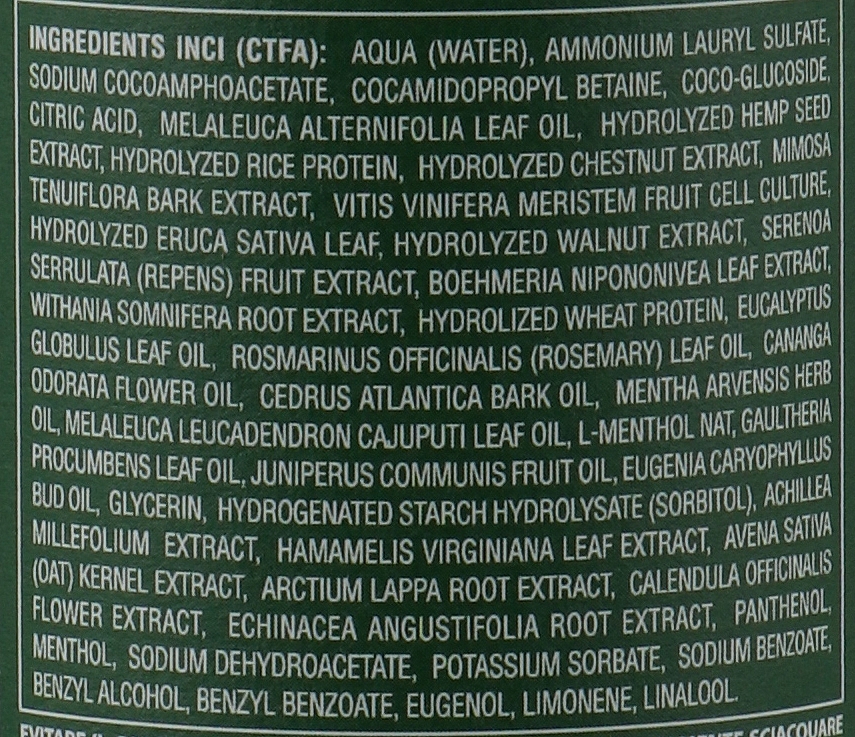 INGREDIENTS INCI (CTFA): AQUA (WATER), AMMONIUM LAURYL SULFATE,
SODIUM COCOAMPHOACETATE, COCAMIDOPROPYL BETAINE, COCO-GLUCOSIDE,
CITRIC ACID, MELALEUCA ALTERNIFOLIA LEAF OIL, HYDROLYZED HEMP SEED
EXTRACT, HYDROLYZED RICE PROTEIN, HYDROLYZED CHESTNUT EXTRACT, MIMOSA
TENUIFLORA BARK EXTRACT, VITIS VINIFERA MERISTEM FRUIT CELL CULTURE,
HYDROLYZED ERUCA SATIVA LEAF, HYDROLYZED WALNUT EXTRACT, SERENOA
SERRULATA (REPENS) FRUIT EXTRACT, BOEHMERIA NIPONONIVEA LEAF EXTRACT,
WITHANIA SOMNIFERA ROOT EXTRACT, HYDROLIZED WHEAT PROTEIN, EUCALYPTUS
GLOBULUS LEAF OIL, ROSMARINUS OFFICINALIS (ROSEMARY) LEAF OIL, CANANGA
ODORATA FLOWER OIL, CEDRUS ATLANTICA BARK OIL, MENTHA ARVENSIS HERB
OIL, MELALEUCA LEUCADENDRON CAJUPUTI LEAF OIL, L-MENTHOL NAT, GAULTHERIA
PROCUMBENS LEAF OIL, JUNIPERUS COMMUNIS FRUIT OIL, EUGENIA CARYOPHYLLUS
BUD OIL, GLYCERIN, HYDROGENATED STARCH HYDROLYSATE (SORBITOL), ACHILLEA
MILLEFOLIUM EXTRACT, HAMAMELIS VIRGINIANA LEAF EXTRACT, AVENA SATIVA
(OAT) KERNEL EXTRACT, ARCTIUM LAPPA ROOT EXTRACT, CALENDULA OFFICINALIS
FLOWER EXTRACT, ECHINACEA ANGUSTIFOLIA ROOT EXTRACT, PANTHENOL,
MENTHOL, SODIUM DEHYDROACETATE, POTASSIUM SORBATE, SODIUM BENZOATE,
BENZYL ALCOHOL, BENZYL BENZOATE, EUGENOL, LIMONENE, LINALOOL.
EVITARE SCIACQUARE